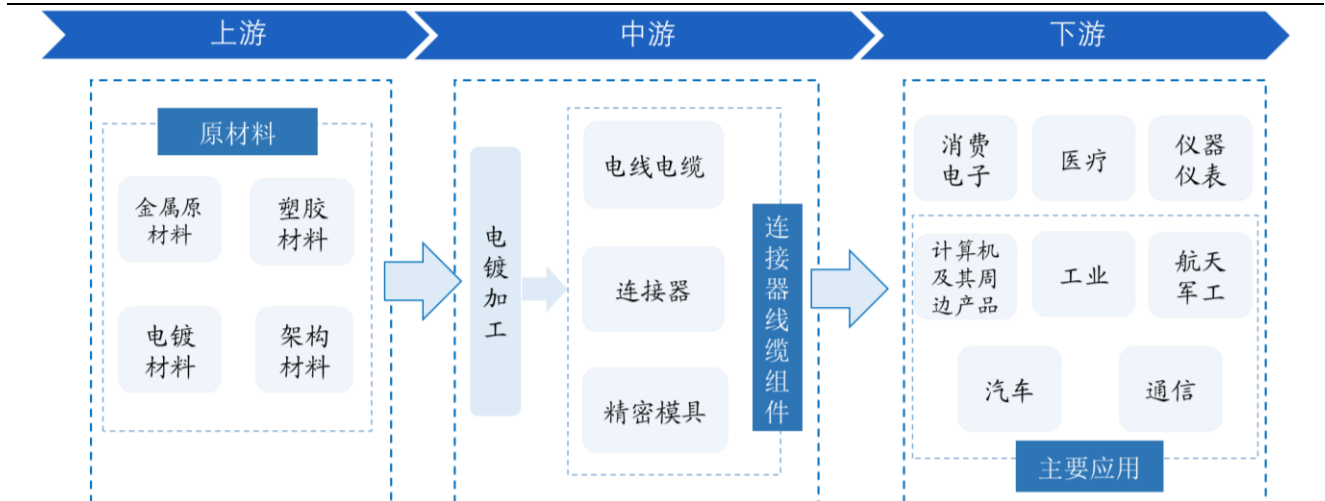 上游
中游
下游
原材料
金属原
材料
塑胶
材料
电镀
材料
架构
材料
电
镀
加
工
电线电缆
连接器
精密模具
连
接
器
线
缆
组
件
消费
电子
医疗
仪器
仪表
计算机
及其周
边产品
工业
航天
军工
汽车
通信
主要应用